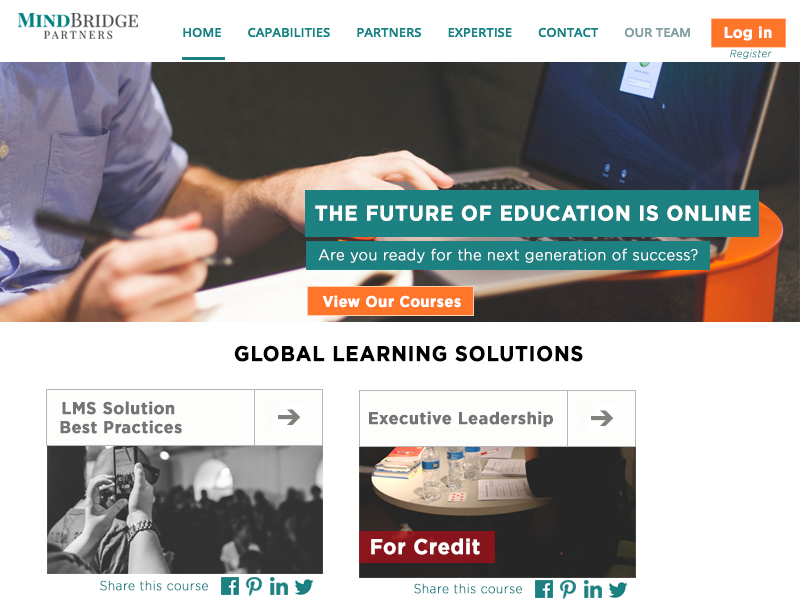 MINDBRIDGE
PARTNERS
HOME CAPABILITIES PARTNERS EXPERTISE CONTACT OUR TEAM Log in
Register
THE FUTURE OF EDUCATION IS ONLINE
Are you ready for the next generation of success?
View Our Courses
GLOBAL LEARNING SOLUTIONS
LMS Solution
Best Practices
Executive Leadership
For Credit
Share this course
Share this course